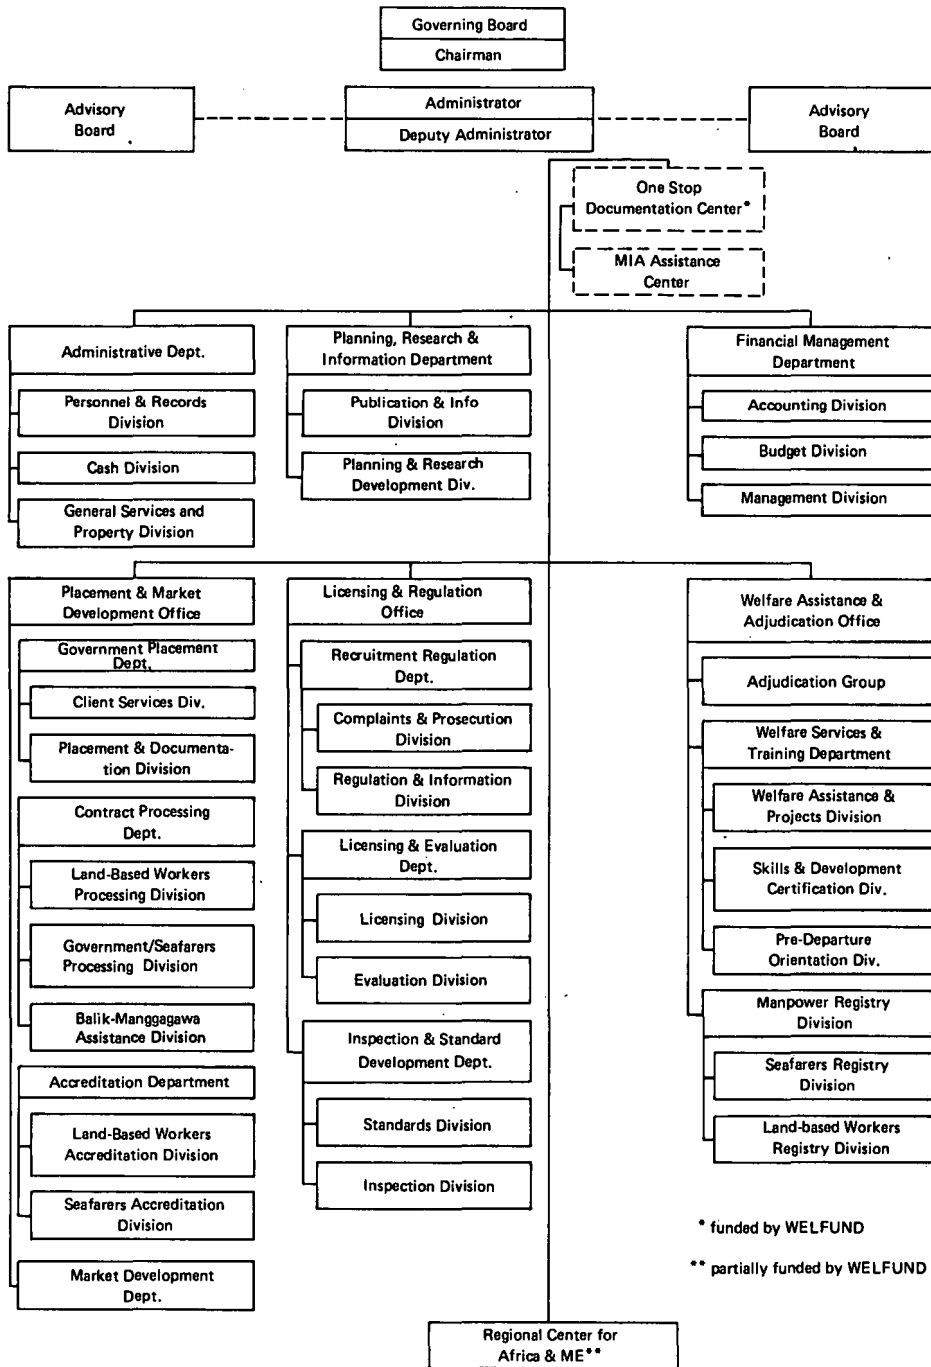 Governing Board
Chairman
Advisory
Board
Administrator
Deputy Administrator
Advisory
Board
One Stop
Documentation Center*
MIA Assistance
Center
Administrative Dept.
Personnel & Records
Division
Cash Division
General Services and
Property Division
Planning, Research &
Information Department
Publication & Info
Division
Planning & Research
Development Div.
Financial Management
Department
Accounting Division
Budget Division
Management Division
Placement & Market
Development Office
Government Placement
Dept.
Client Services Div.
Placement & Documenta-
tion Division
Contract Processing
Dept.
Land-Based Workers
Processing Division
Government/Seafarers
Processing Division
Balik-Manggagawa
Assistance Division
Accreditation Department
Land-Based Workers
Accreditation Division
Seafarers Accreditation
Division
Market Development
Dept.
Licensing & Regulation
Office
Recruitment Regulation
Dept.
Complaints & Prosecution
Division
Regulation & Information
Division
Licensing & Evaluation
Dept.
Licensing Division
Evaluation Division
Inspection & Standard
Development Dept.
Standards Division
Inspection Division
Welfare Assistance &
Adjudication Office
Adjudication Group
Welfare Services &
Training Department
Welfare Assistance &
Projects Division
Skills & Development
Certification Div.
Pre-Departure
Orientation Div.
Manpower Registry
Division
Seafarers Registry
Division
Land-based Workers
Registry Division
* funded by WELFUND
** partially funded by WELFUND
Regional Center for
Africa & ME**